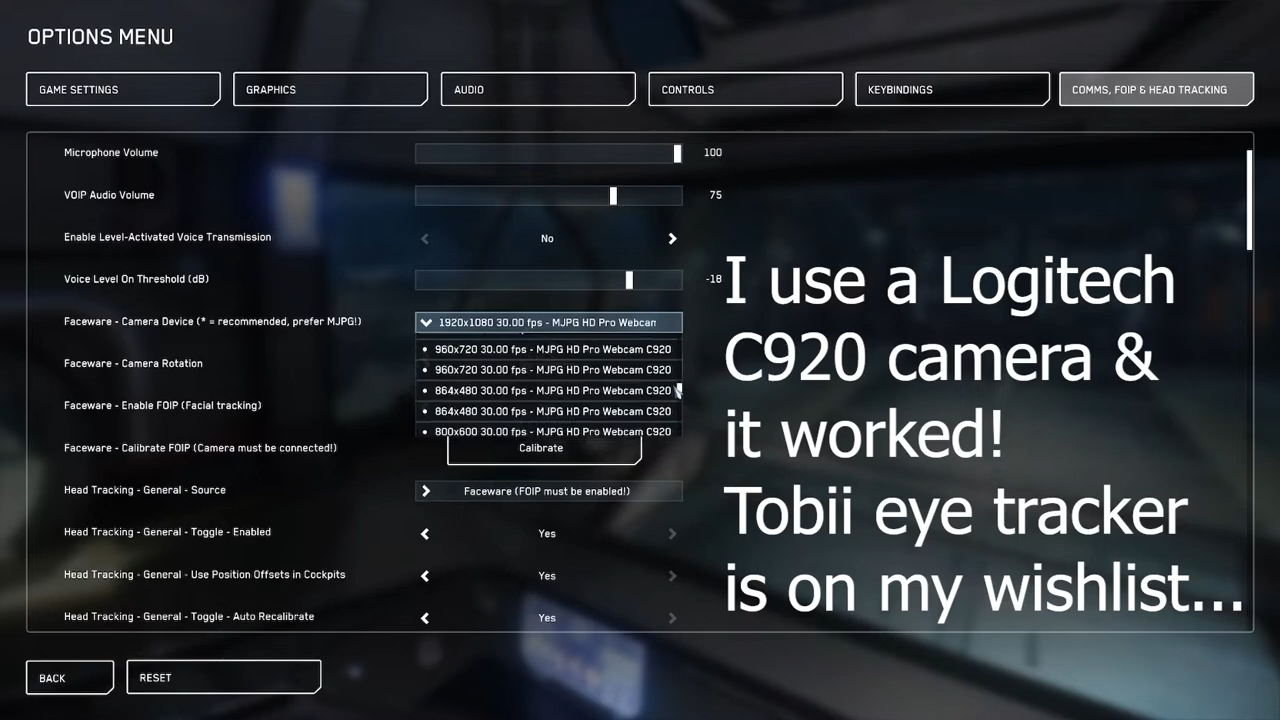 OPTIONS MENU
GAME SETTINGS
GRAPHICS
AUDIO
CONTROLS
KEYBINDINGS
COMMS, FOIP & HEAD TRACKING
Microphone Volume
100
VOIP Audio Volume
75
Enable Level-Activated Voice Transmission
No
Voice Level On Threshold (dB)
-18
Faceware - Camera Device (* = recommended, prefer MJPG!)
1920x1080 30.00 fps - MJPG HD Pro Webcam
960x720 30.00 fps - MJPG HD Pro Webcam C920
Faceware - Camera Rotation
960x720 30.00 fps - MJPG HD Pro Webcam C920
864x480 30.00 fps - MJPG HD Pro Webcam C920
Faceware - Enable FOIP (Facial tracking)
864x480 30.00 fps - MJPG HD Pro Webcam C920
800x600 30.00 fps - MJPG HD Pro Webcam C920
Faceware - Calibrate FOIP (Camera must be connected!)
Calibrate
Head Tracking - General - Source
Faceware (FOIP must be enabled!)
Head Tracking - General - Toggle - Enabled
Yes
Head Tracking - General - Use Position Offsets in Cockpits
Yes
Head Tracking - General - Toggle - Auto Recalibrate
Yes
I use a Logitech
C920 camera &
it worked!
Tobii eye tracker
is on my wishlist...
BACK
RESET